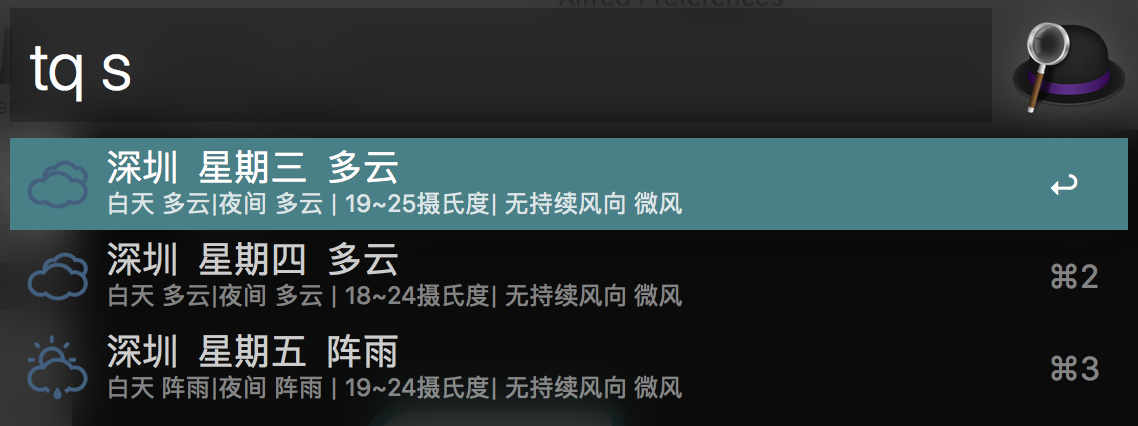 Alfred Preferences
tq s
深圳 星期三 多云
白天 多云|夜间 多云 | 19~25摄氏度| 无持续风向 微风
深圳 星期四 多云
白天 多云|夜间 多云 | 18~24摄氏度| 无持续风向 微风
⌘2
深圳 星期五 阵雨
白天 阵雨|夜间 阵雨 | 19~24摄氏度| 无持续风向 微风
⌘3